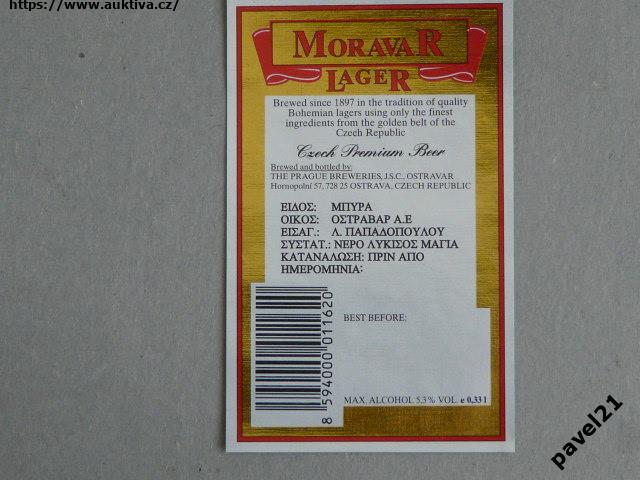 https://www.auktiva.cz/
MORAVAR
LAGER
Brewed since 1897 in the tradition of quality
Bohemian lagers using only the finest
ingredients from the golden belt of the
Czech Republic
Czech Premium Beer
Brewed and bottled by:
THE PRAGUE BREWERIES, J.S.C., OSTRAVAR
Hornopolní 57, 728 25 OSTRAVA, CZECH REPUBLIC
ΕΙΔΟΣ: ΜΠΥΡΑ
ΟΙΚΟΣ: ΟΣΤΡΑΒΑΡ Α.Ε
ΕΙΣΑΓ.: Λ. ΠΑΠΑΔΟΠΟΥΛΟΥ
ΣΥΣΤΑΤ.: ΝΕΡΟ ΛΥΚΙΣΟΣ ΜΑΓΙΑ
ΚΑΤΑΝΑΛΩΣΗ: ΠΡΙΝ ΑΠΟ
ΗΜΕΡΟΜΗΝΙΑ:
BEST BEFORE:
MAX. ALCOHOL 5,3 % VOL. e 0,33 l
8 594000 011620
pavel21